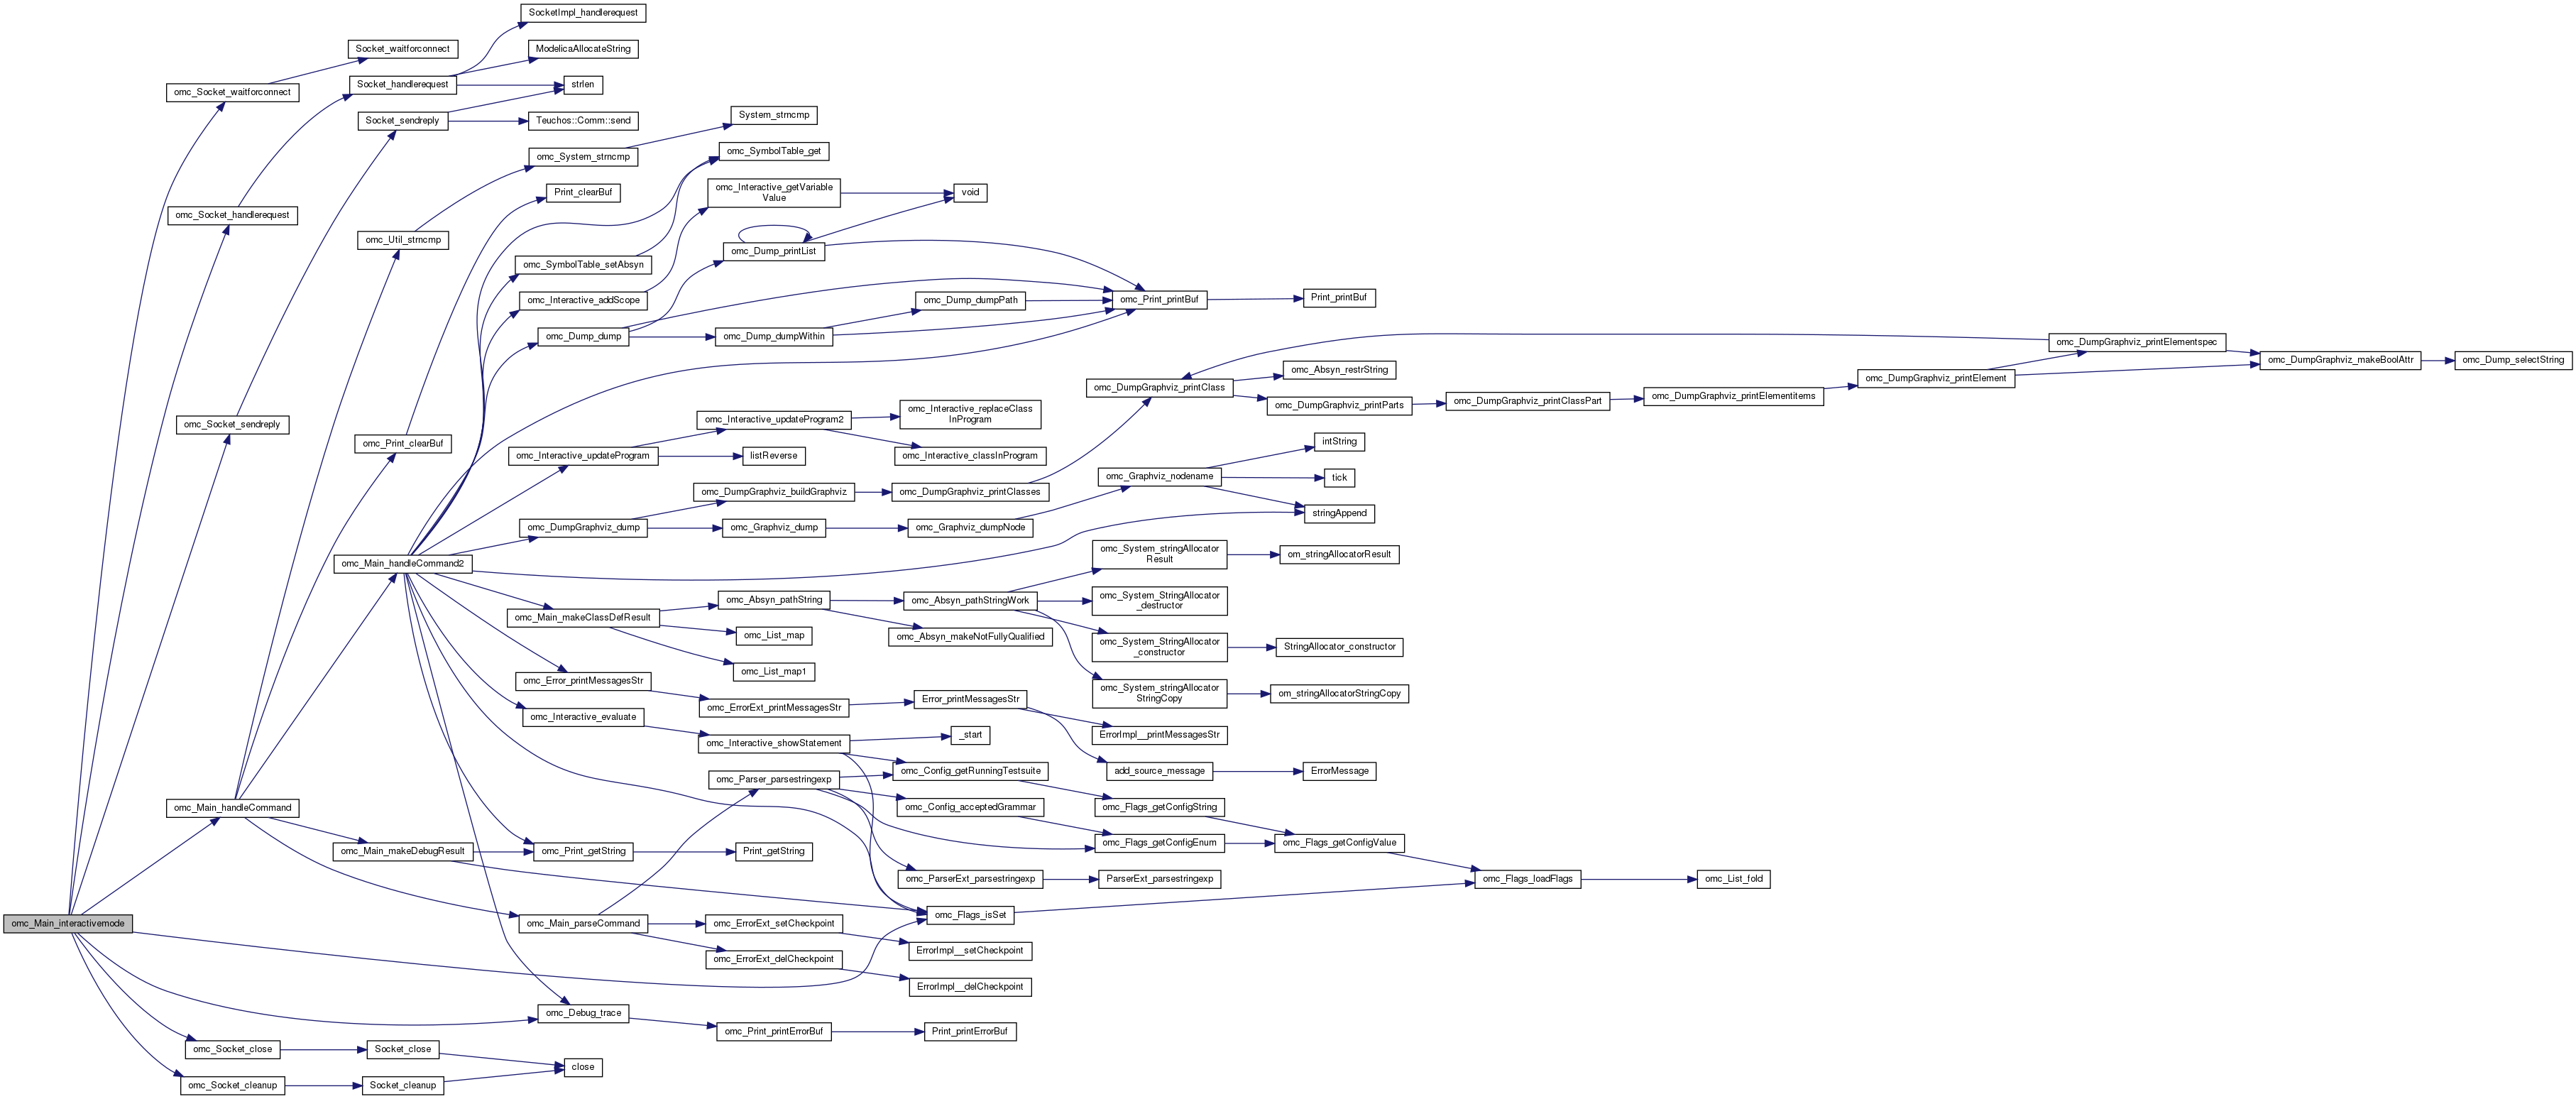 SocketImpl_handlerequest
Socket_waitforconnect
ModelicaAllocateString
omc_Socket_waitforconnect
Socket_handlerequest
strlen
Socket_sendreply
Teuchos::Comm::send
System_strncmp
omc_System_strncmp
omc_SymbolTable_get
Print_clearBuf
omc_Interactive_getVariable
Value
void
omc_Socket_handlerequest
omc_Util_strncmp
omc_Dump_printList
omc_SymbolTable_setAbsyn
omc_Interactive_addScope
omc_Dump_dumpPath
omc_Print_printBuf
Print_printBuf
omc_Dump_dump
omc_Dump_dumpWithin
omc_DumpGraphviz_printElementspec
omc_DumpGraphviz_makeBoolAttr
omc_Dump_selectString
omc_Absyn_restrString
omc_DumpGraphviz_printElement
omc_DumpGraphviz_printClass
omc_DumpGraphviz_printElementitems
omc_DumpGraphviz_printClassPart
omc_DumpGraphviz_printParts
omc_Interactive_replaceClass
InProgram
omc_Interactive_updateProgram2
omc_Socket_sendreply
omc_Print_clearBuf
intString
omc_Interactive_updateProgram
listReverse
omc_Interactive_classInProgram
omc_Graphviz_nodename
tick
omc_DumpGraphviz_buildGraphviz
omc_DumpGraphviz_printClasses
stringAppend
omc_DumpGraphviz_dump
omc_Graphviz_dump
omc_Graphviz_dumpNode
omc_Main_handleCommand2
omc_System_stringAllocator
Result
om_stringAllocatorResult
omc_Absyn_pathString
omc_Absyn_pathStringWork
omc_System_StringAllocator
_destructor
omc_Main_makeClassDefResult
omc_List_map
omc_Absyn_makeNotFullyQualified
omc_System_StringAllocator
_constructor
StringAllocator_constructor
omc_List_map1
omc_Error_printMessagesStr
omc_System_stringAllocator
StringCopy
om_stringAllocatorStringCopy
omc_ErrorExt_printMessagesStr
Error_printMessagesStr
omc_Interactive_evaluate
ErrorImpl__printMessagesStr
omc_Interactive_showStatement
_start
omc_Parser_parsestringexp
omc_Config_getRunningTestsuite
add_source_message
ErrorMessage
omc_Main_handleCommand
omc_Config_acceptedGrammar
omc_Flags_getConfigString
omc_Main_makeDebugResult
omc_Print_getString
Print_getString
omc_Flags_getConfigEnum
omc_Flags_getConfigValue
omc_ParserExt_parsestringexp
ParserExt_parsestringexp
omc_Flags_loadFlags
omc_List_fold
omc_Main_interactivemode
omc_Main_parseCommand
omc_ErrorExt_setCheckpoint
omc_Flags_isSet
ErrorImpl__setCheckpoint
omc_ErrorExt_delCheckpoint
ErrorImpl__delCheckpoint
omc_Debug_trace
omc_Print_printErrorBuf
Print_printErrorBuf
omc_Socket_close
Socket_close
close
omc_Socket_cleanup
Socket_cleanup